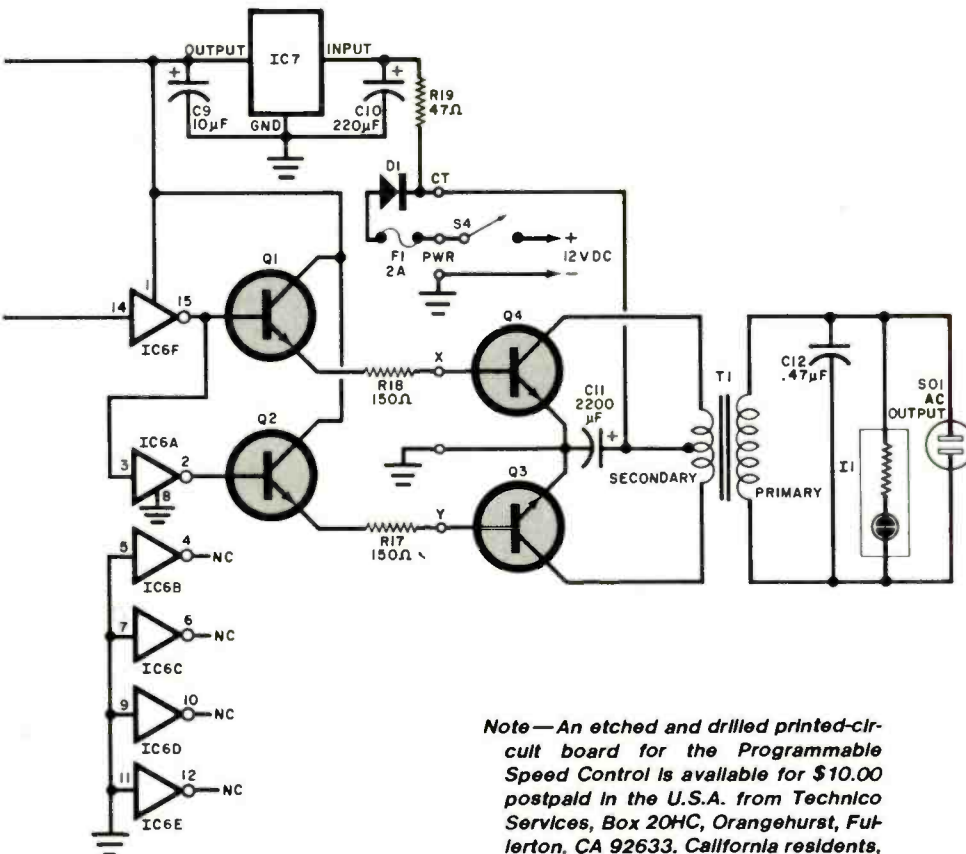 OUTPUT
IC7
INPUT
+
C9
10µF
GND
C10
220µF
+
R19
47Ω
D1
CT
S4
F1
2A
PWR
+
12VDC
−
Q1
1
14
15
IC6F
R18
150Ω
X
Q4
C11
2200
µF
+
T1
C12
.47µF
SO1
AC
OUTPUT
I1
Q2
IC6A
3
2
8
Q3
SECONDARY
PRIMARY
Y
R17
150Ω
5
4
NC
IC6B
7
6
NC
IC6C
9
10
NC
IC6D
11
12
NC
IC6E
Note—An etched and drilled printed-cir-
cuit board for the Programmable
Speed Control is available for $10.00
postpaid in the U.S.A. from Technico
Services, Box 20HC, Orangehurst, Ful-
lerton, CA 92633. California residents,